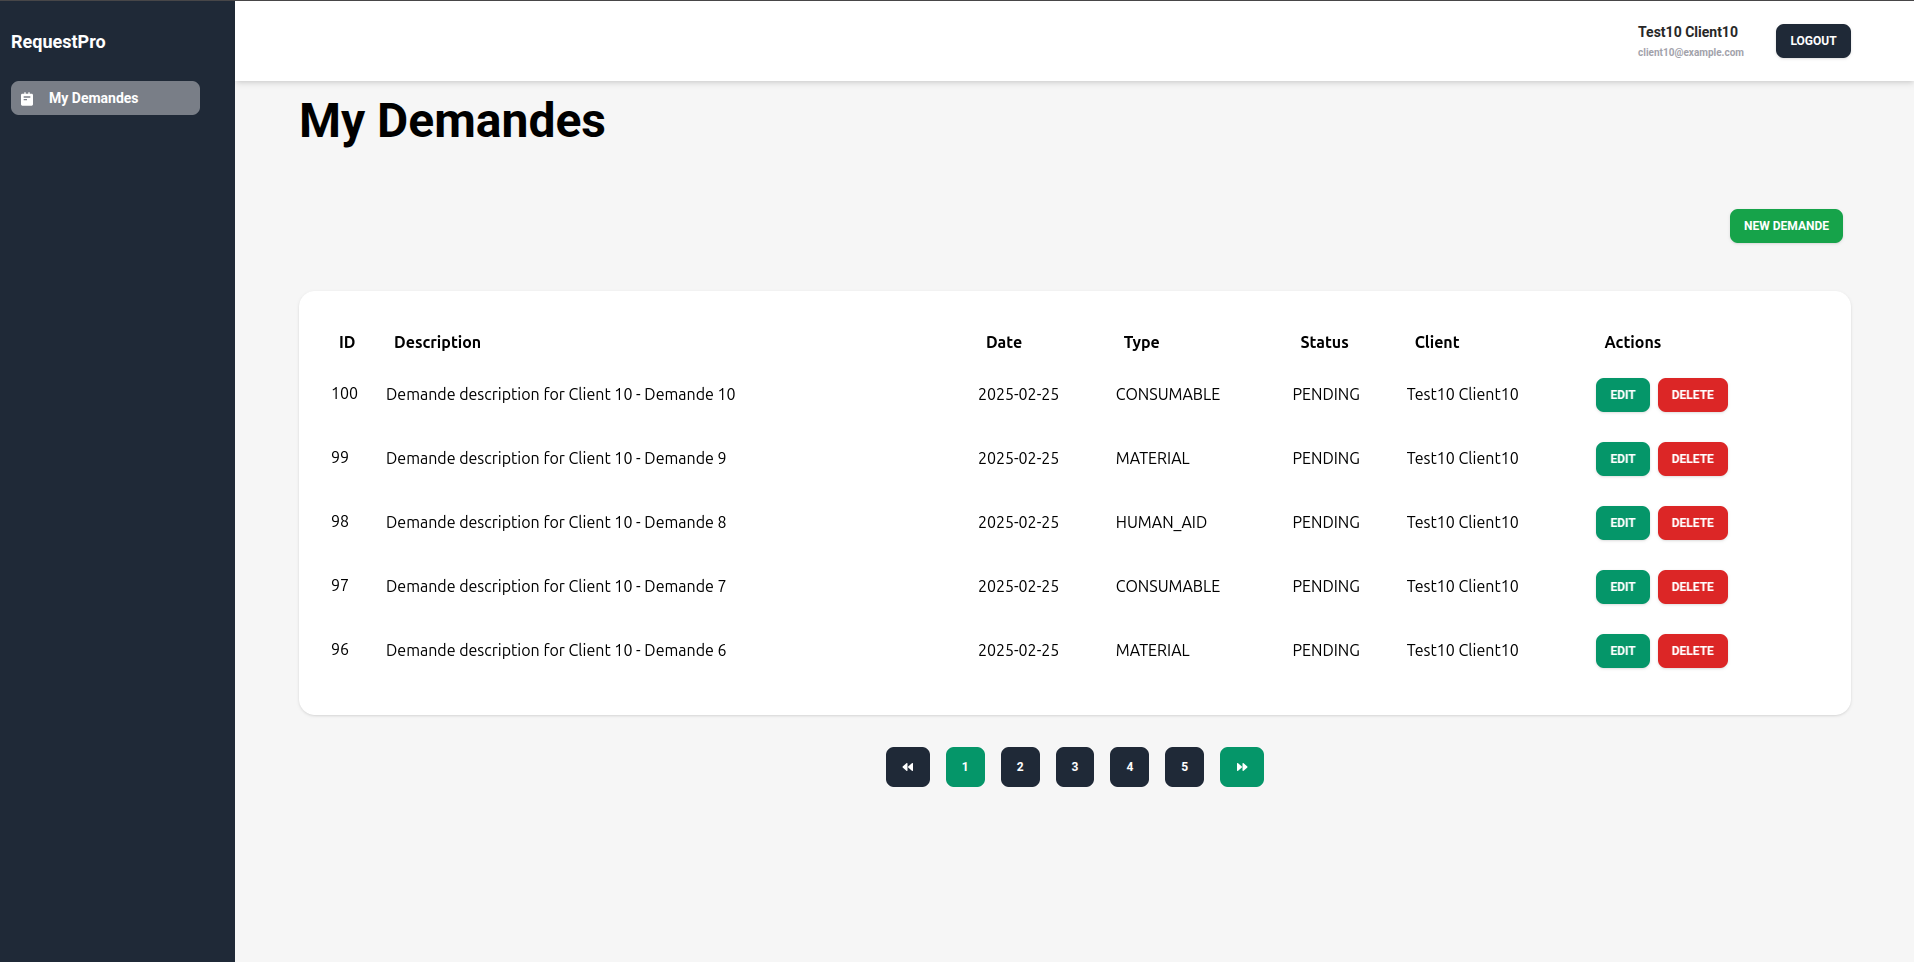 RequestPro
My Demandes
Test10 Client10
client10@example.com
LOGOUT
My Demandes
NEW DEMANDE
ID Description Date Type Status Client Actions
100 Demande description for Client 10 - Demande 10 2025-02-25 CONSUMABLE PENDING Test10 Client10 EDIT DELETE
99 Demande description for Client 10 - Demande 9 2025-02-25 MATERIAL PENDING Test10 Client10 EDIT DELETE
98 Demande description for Client 10 - Demande 8 2025-02-25 HUMAN_AID PENDING Test10 Client10 EDIT DELETE
97 Demande description for Client 10 - Demande 7 2025-02-25 CONSUMABLE PENDING Test10 Client10 EDIT DELETE
96 Demande description for Client 10 - Demande 6 2025-02-25 MATERIAL PENDING Test10 Client10 EDIT DELETE
1 2 3 4 5